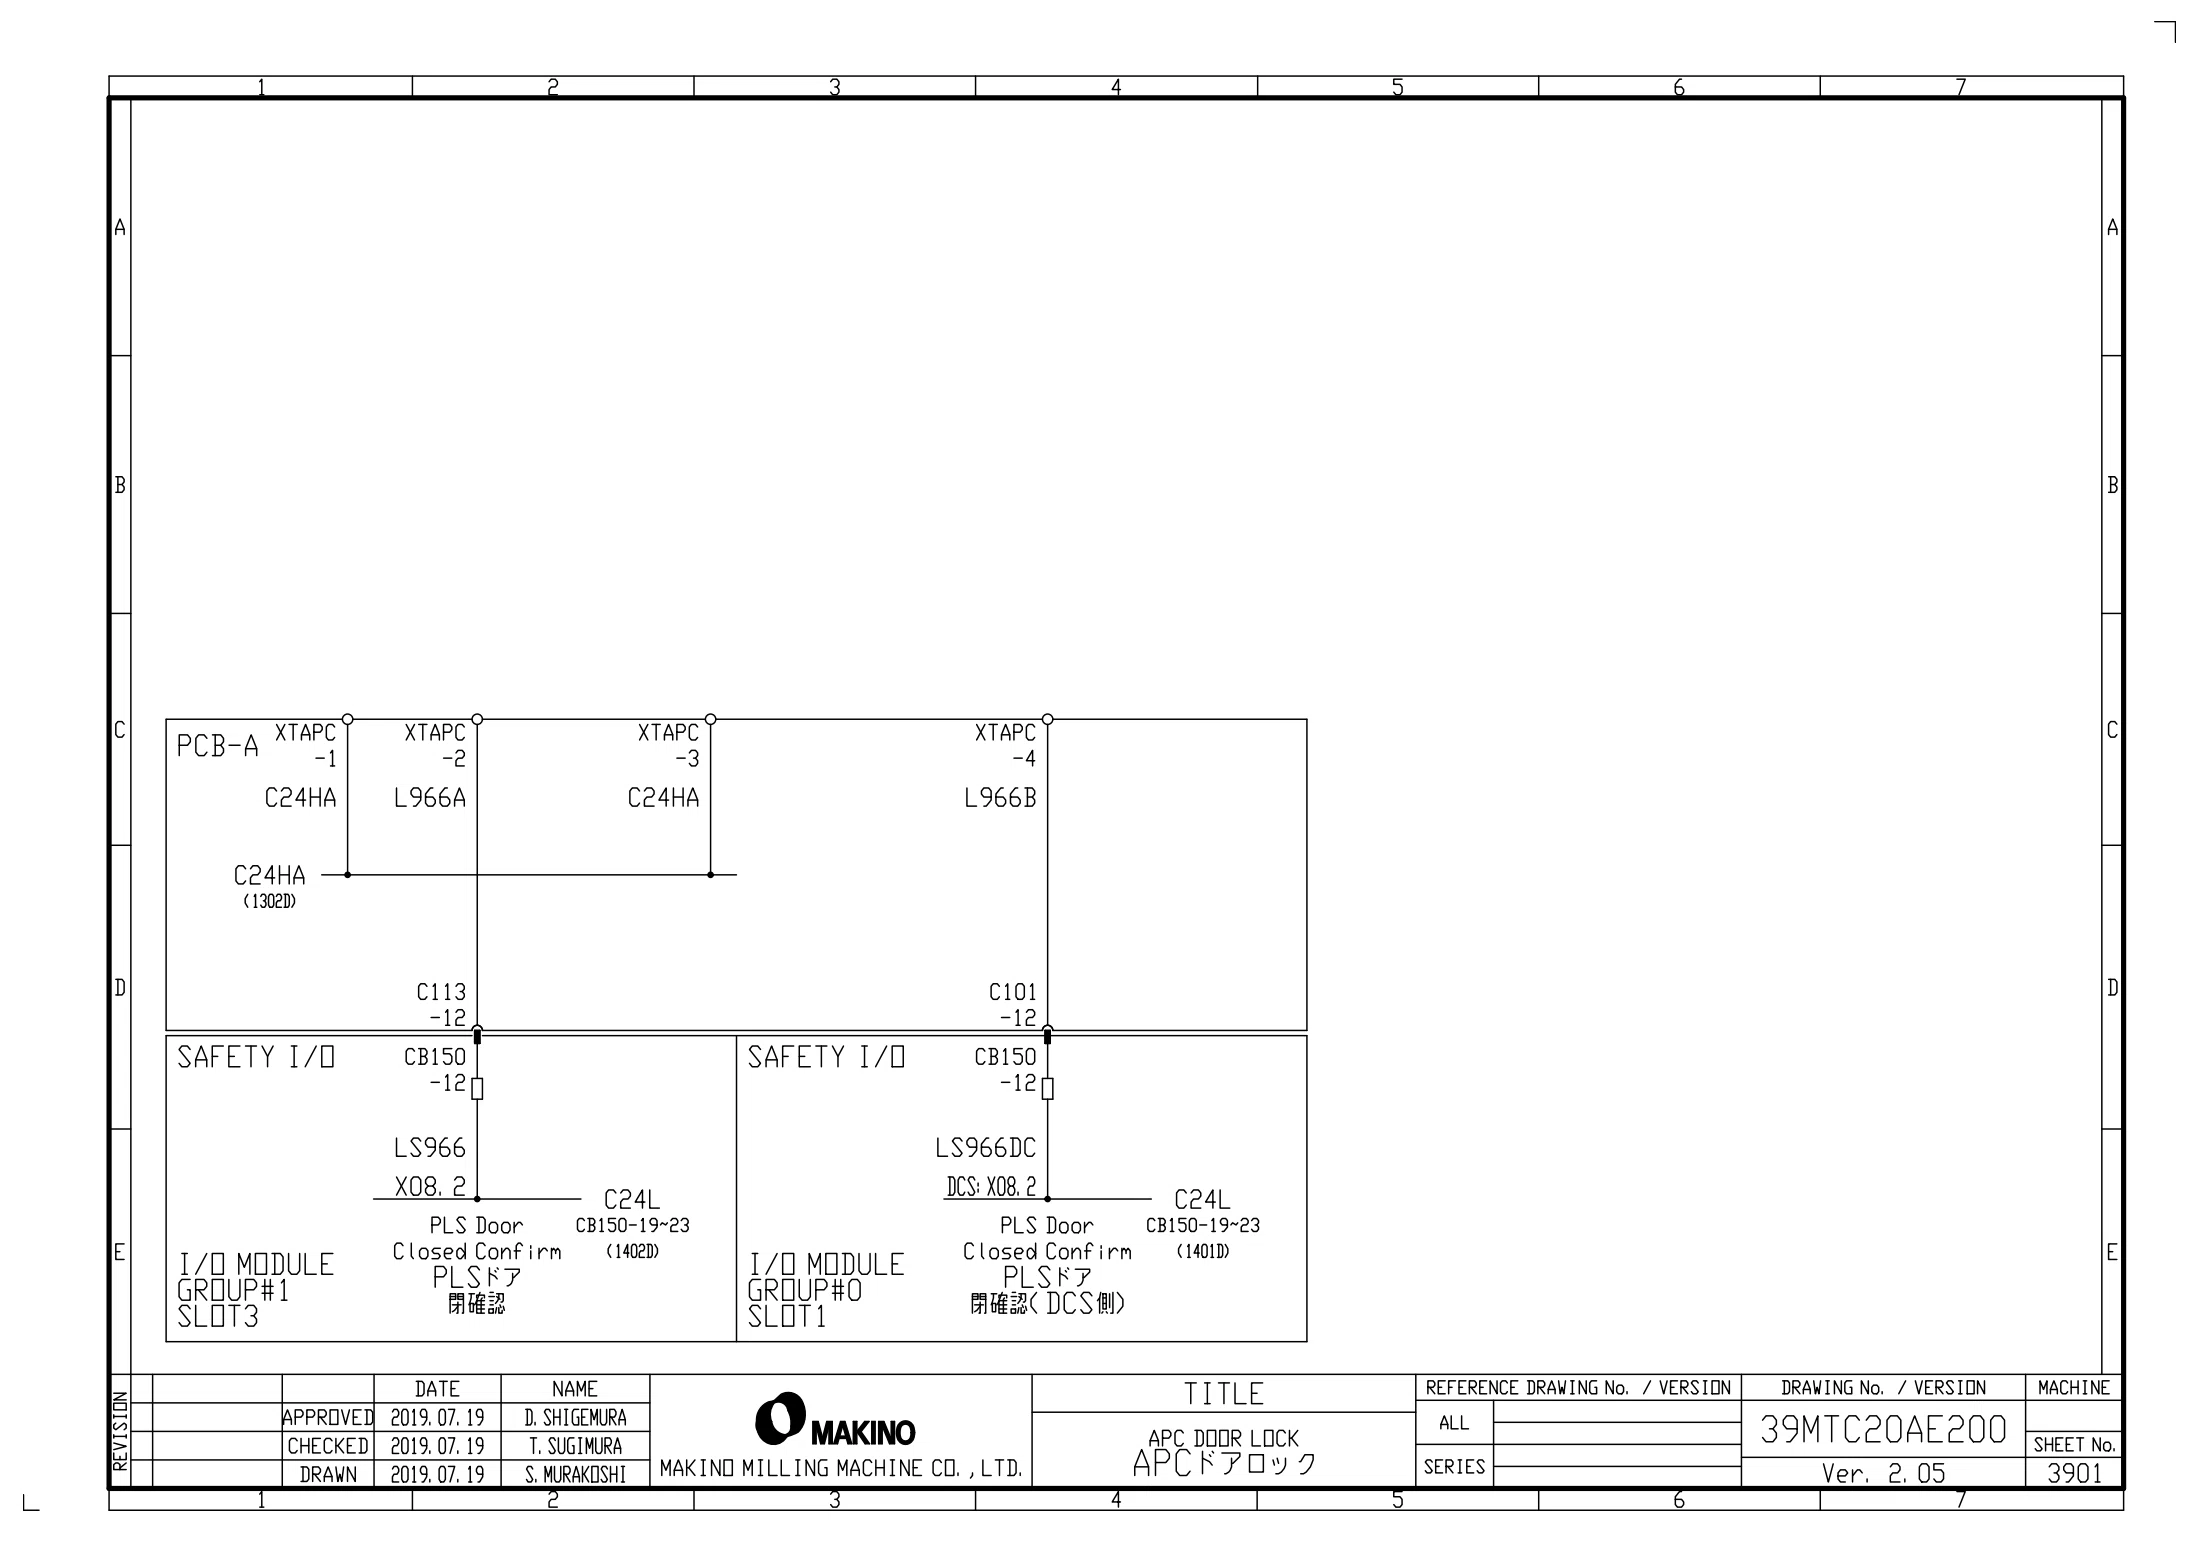 1 2 3 4 5 6 7
A A
B B
C C
D D
E E
PCB-A
XTAPC
-1
C24HA
XTAPC
-2
L966A
XTAPC
-3
C24HA
XTAPC
-4
L966B
C24HA
(1302D)
C113
-12
C101
-12
SAFETY I/O
CB150
-12
LS966
X08.2
C24L
CB150-19~23
(1402D)
PLS Door
Closed Confirm
PLSドア
閉確認
I/O MODULE
GROUP#1
SLOT3
SAFETY I/O
CB150
-12
LS966DC
DCS:X08.2
C24L
CB150-19~23
(1401D)
PLS Door
Closed Confirm
PLSドア
閉確認(DCS側)
I/O MODULE
GROUP#0
SLOT1
REVISION
DATE NAME
APPROVED 2019.07.19 D. SHIGEMURA
CHECKED 2019.07.19 T. SUGIMURA
DRAWN 2019.07.19 S. MURAKOSHI
MAKINO
MAKINO MILLING MACHINE CO.,LTD.
TITLE
APC DOOR LOCK
APCドアロック
REFERENCE DRAWING No. / VERSION
ALL
SERIES
DRAWING No. / VERSION
39MTC20AE200
Ver. 2.05
MACHINE
SHEET No.
3901
1 2 3 4 5 6 7